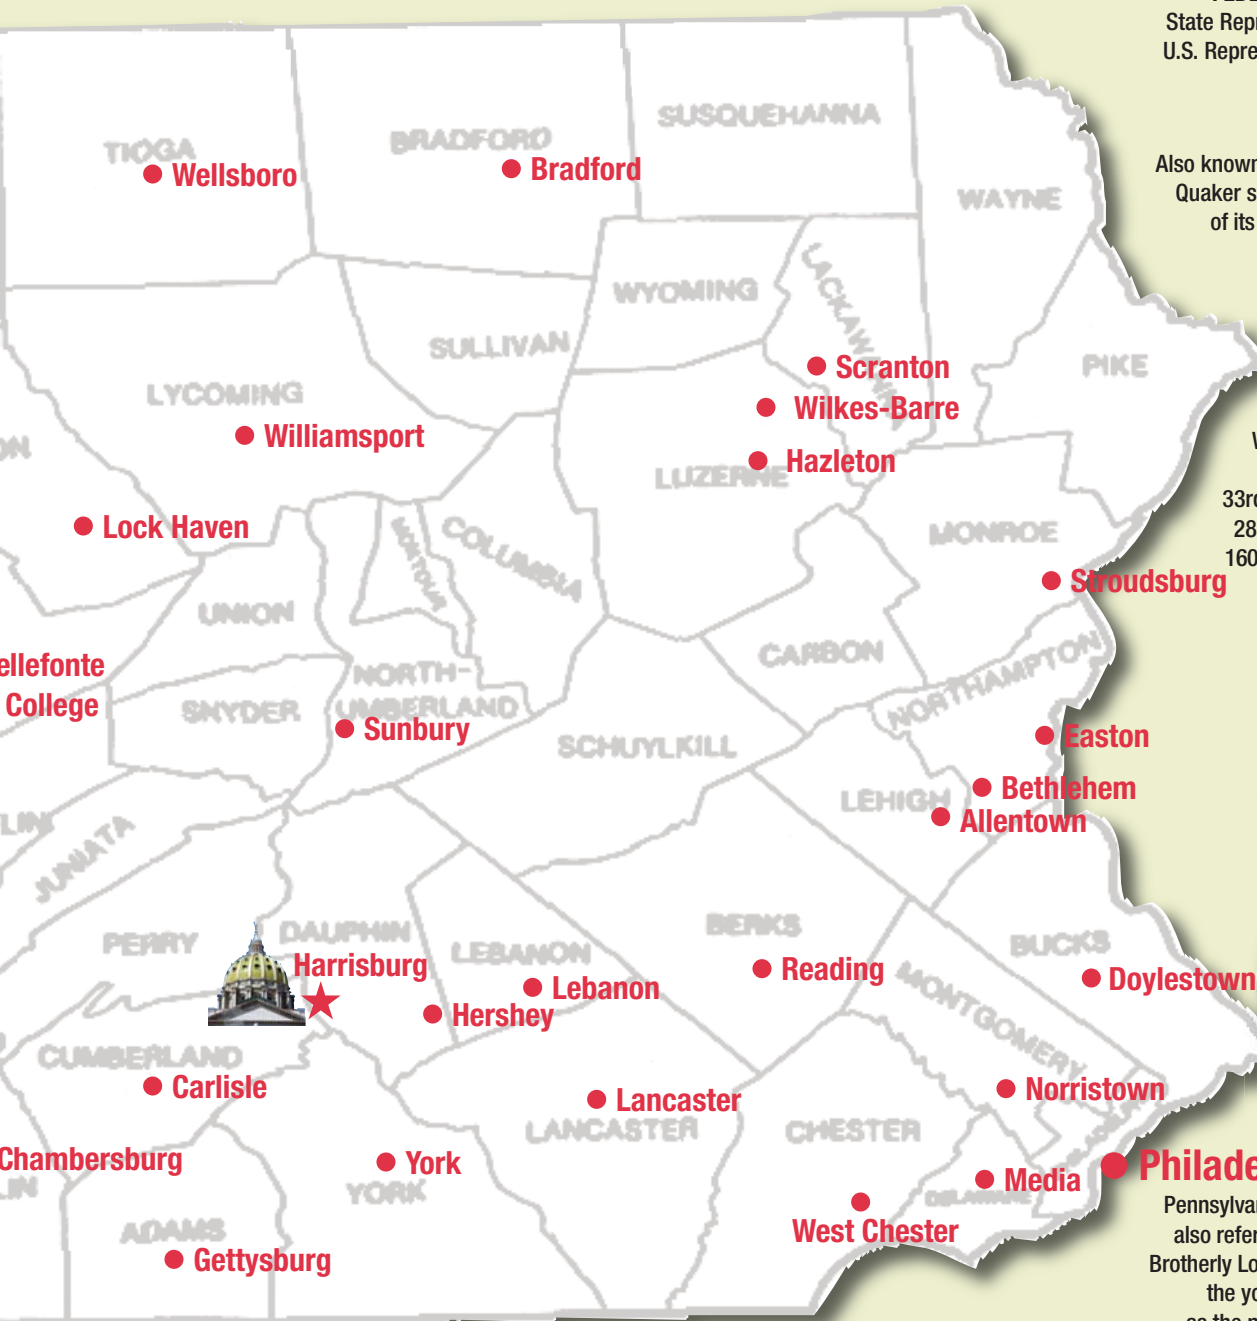 State Repr
U.S. Repre
SUSQUEHANNA
BRADFORD
TIOGA
Bradford
Wellsboro
Also known
Quaker s
of its
WAYNE
WYOMING
LACKAWANNA
SULLIVAN
PIKE
Scranton
LYCOMING
Wilkes-Barre
Williamsport
Hazleton
LUZERNE
33rd
28
160
Lock Haven
MONTOUR
COLUMBIA
MONROE
Stroudsburg
UNION
CARBON
NORTHAMPTON
ellefonte
College
NORTH-
UMBERLAND
SNYDER
Sunbury
SCHUYLKILL
Easton
Bethlehem
LEHIGH
Allentown
LIN
JUNIATA
PERRY
DAUPHIN
Harrisburg
LEBANON
Lebanon
Hershey
BERKS
Reading
BUCKS
Doylestown
MONTGOMERY
CUMBERLAND
Carlisle
Lancaster
LANCASTER
CHESTER
Norristown
Chambersburg
LIN
York
YORK
Media
DELAWARE
West Chester
Philade
ADAMS
Gettysburg
Pennsylvan
also refer
Brotherly Lo
the yo